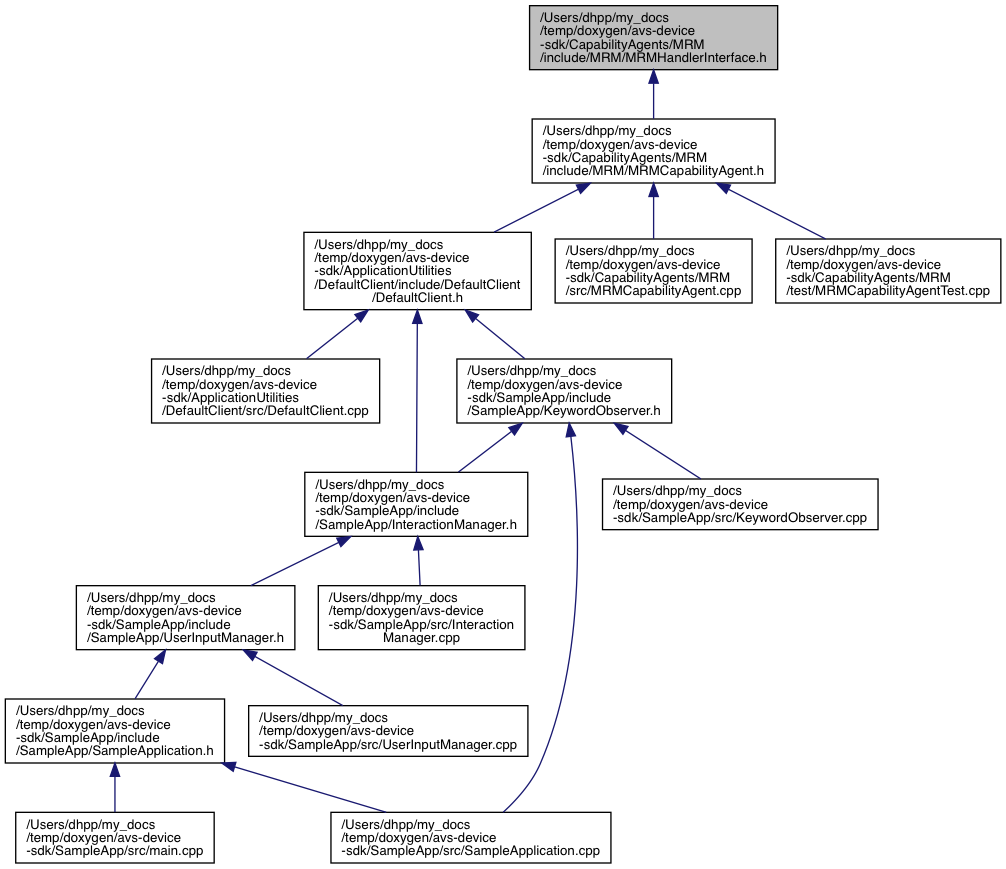 /Users/dhpp/my_docs
/temp/doxygen/avs-device
-sdk/CapabilityAgents/MRM
/include/MRM/MRMHandlerInterface.h
/Users/dhpp/my_docs
/temp/doxygen/avs-device
-sdk/CapabilityAgents/MRM
/include/MRM/MRMCapabilityAgent.h
/Users/dhpp/my_docs
/temp/doxygen/avs-device
-sdk/ApplicationUtilities
/DefaultClient/include/DefaultClient
/DefaultClient.h
/Users/dhpp/my_docs
/temp/doxygen/avs-device
-sdk/CapabilityAgents/MRM
/src/MRMCapabilityAgent.cpp
/Users/dhpp/my_docs
/temp/doxygen/avs-device
-sdk/CapabilityAgents/MRM
/test/MRMCapabilityAgentTest.cpp
/Users/dhpp/my_docs
/temp/doxygen/avs-device
-sdk/ApplicationUtilities
/DefaultClient/src/DefaultClient.cpp
/Users/dhpp/my_docs
/temp/doxygen/avs-device
-sdk/SampleApp/include
/SampleApp/KeywordObserver.h
/Users/dhpp/my_docs
/temp/doxygen/avs-device
-sdk/SampleApp/include
/SampleApp/InteractionManager.h
/Users/dhpp/my_docs
/temp/doxygen/avs-device
-sdk/SampleApp/src/KeywordObserver.cpp
/Users/dhpp/my_docs
/temp/doxygen/avs-device
-sdk/SampleApp/include
/SampleApp/UserInputManager.h
/Users/dhpp/my_docs
/temp/doxygen/avs-device
-sdk/SampleApp/src/Interaction
Manager.cpp
/Users/dhpp/my_docs
/temp/doxygen/avs-device
-sdk/SampleApp/include
/SampleApp/SampleApplication.h
/Users/dhpp/my_docs
/temp/doxygen/avs-device
-sdk/SampleApp/src/UserInputManager.cpp
/Users/dhpp/my_docs
/temp/doxygen/avs-device
-sdk/SampleApp/src/main.cpp
/Users/dhpp/my_docs
/temp/doxygen/avs-device
-sdk/SampleApp/src/SampleApplication.cpp